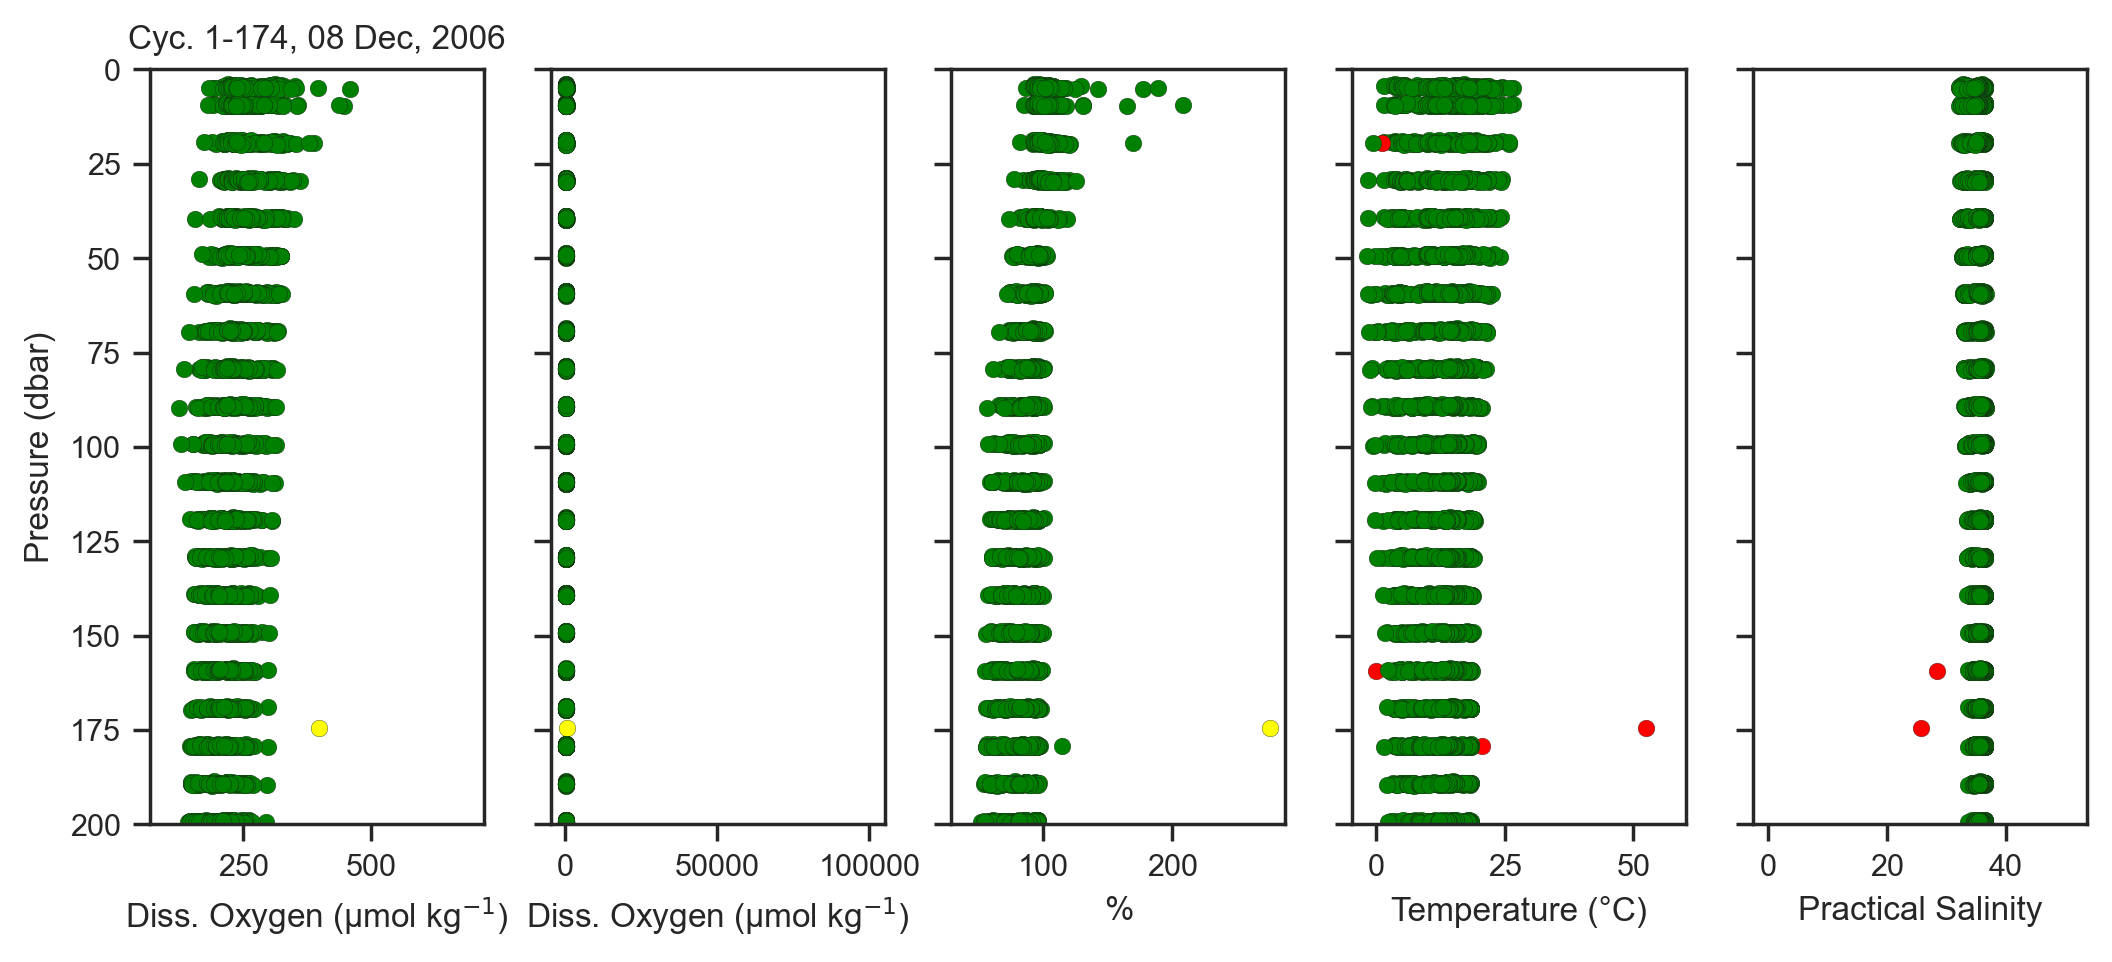 Cyc. 1-174, 08 Dec, 2006
Pressure (dbar)
0
25
50
75
100
125
150
175
200
250 500
Diss. Oxygen (µmol kg⁻¹)
0 50000 100000
Diss. Oxygen (µmol kg⁻¹)
100 200
%
0 25 50
Temperature (°C)
0 20 40
Practical Salinity